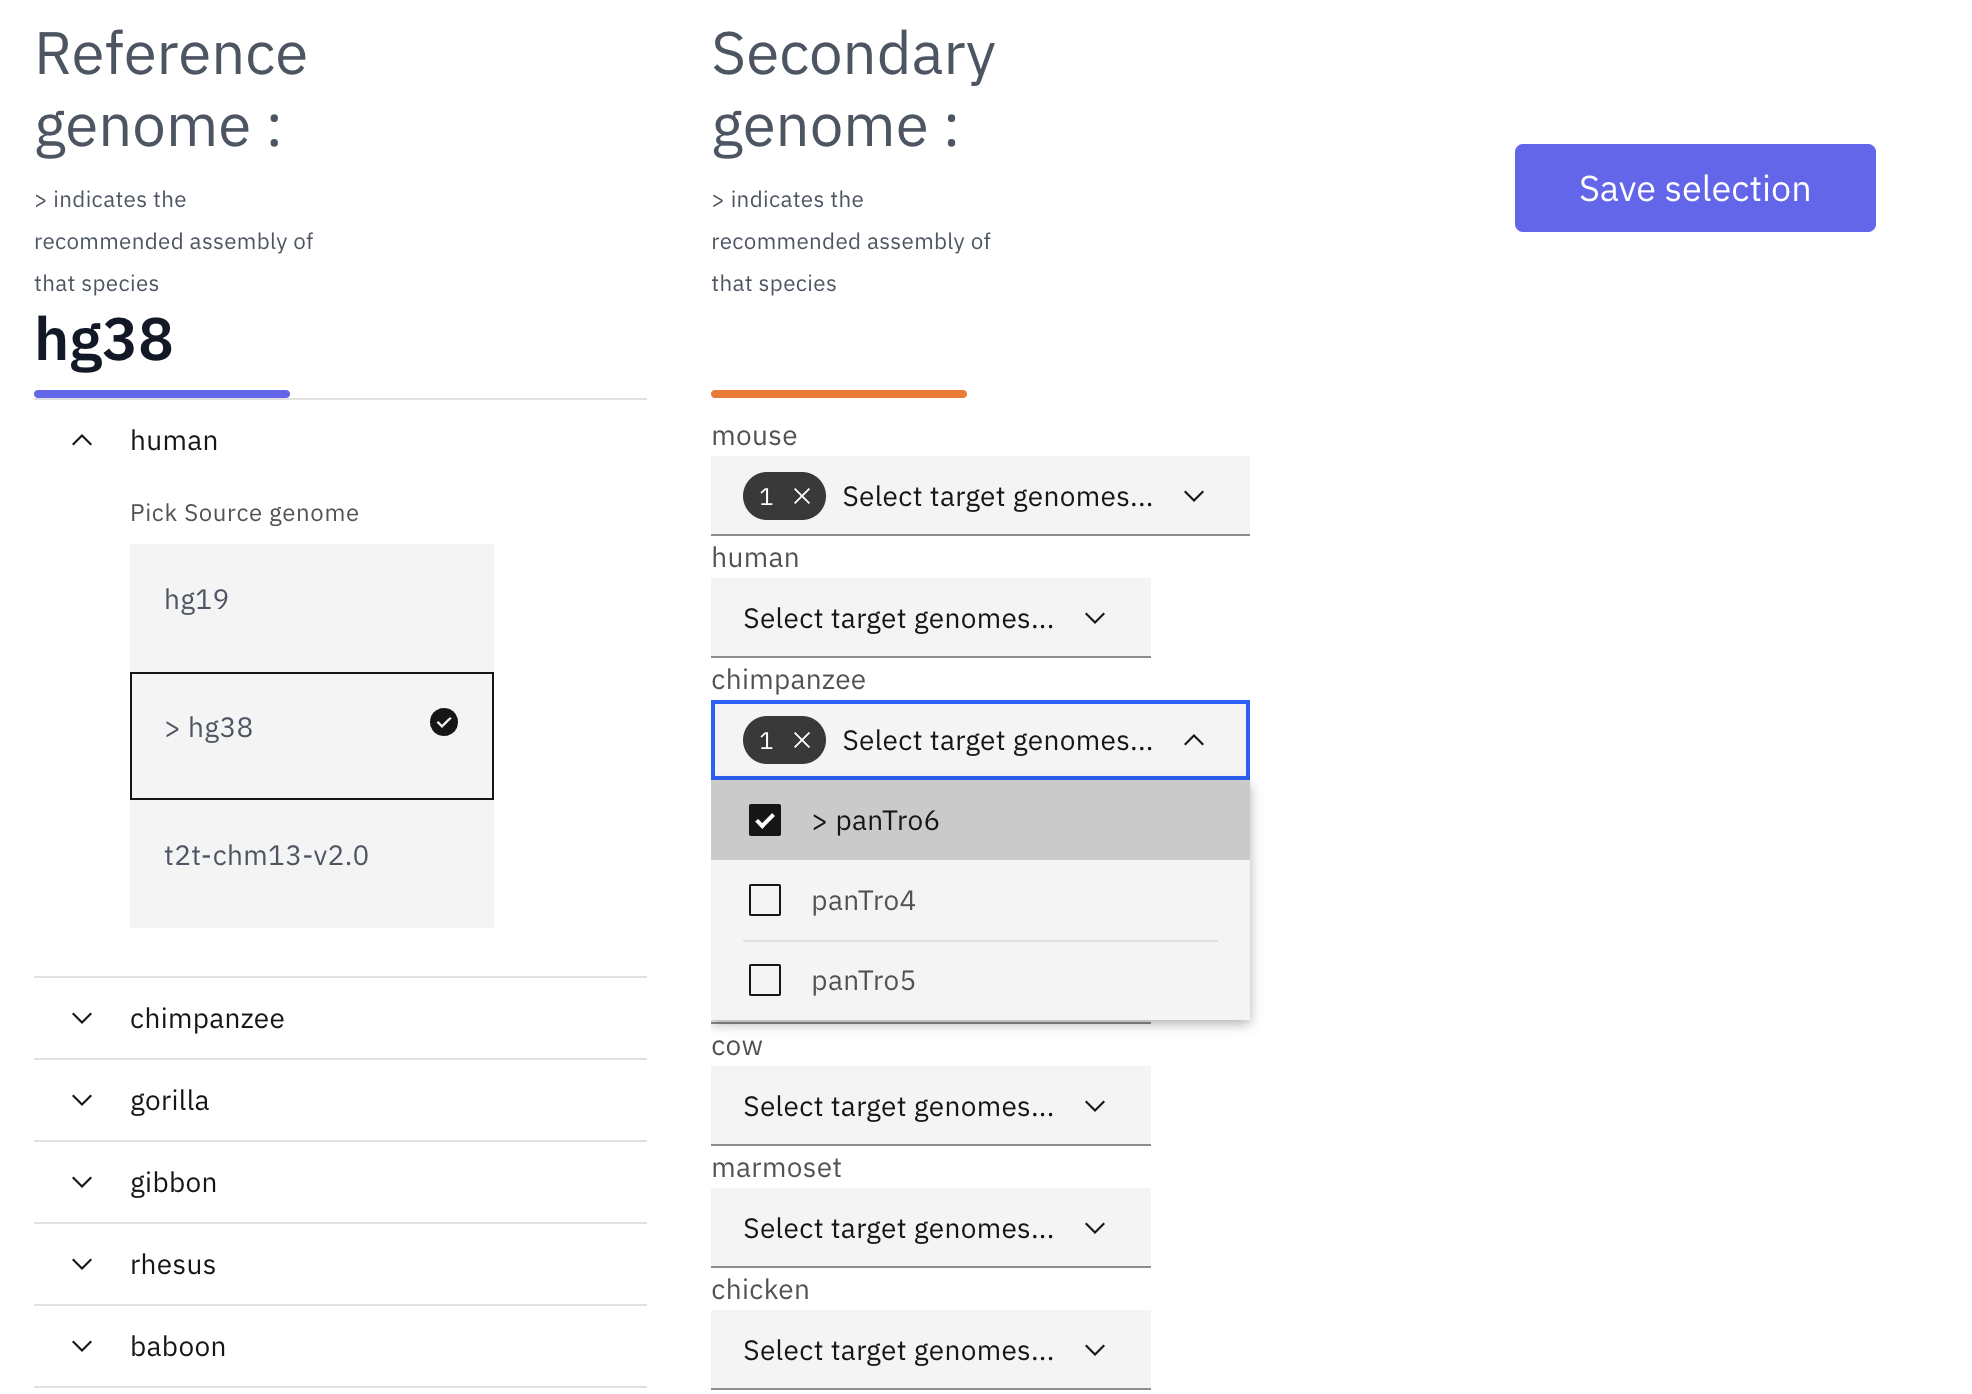 Reference
genome :
> indicates the
recommended assembly of
that species
hg38
human
Pick Source genome
hg19
> hg38
t2t-chm13-v2.0
chimpanzee
gorilla
gibbon
rhesus
baboon
Secondary
genome :
> indicates the
recommended assembly of
that species
mouse
1 Select target genomes...
human
Select target genomes...
chimpanzee
1 Select target genomes...
> panTro6
panTro4
panTro5
cow
Select target genomes...
marmoset
Select target genomes...
chicken
Select target genomes...
Save selection